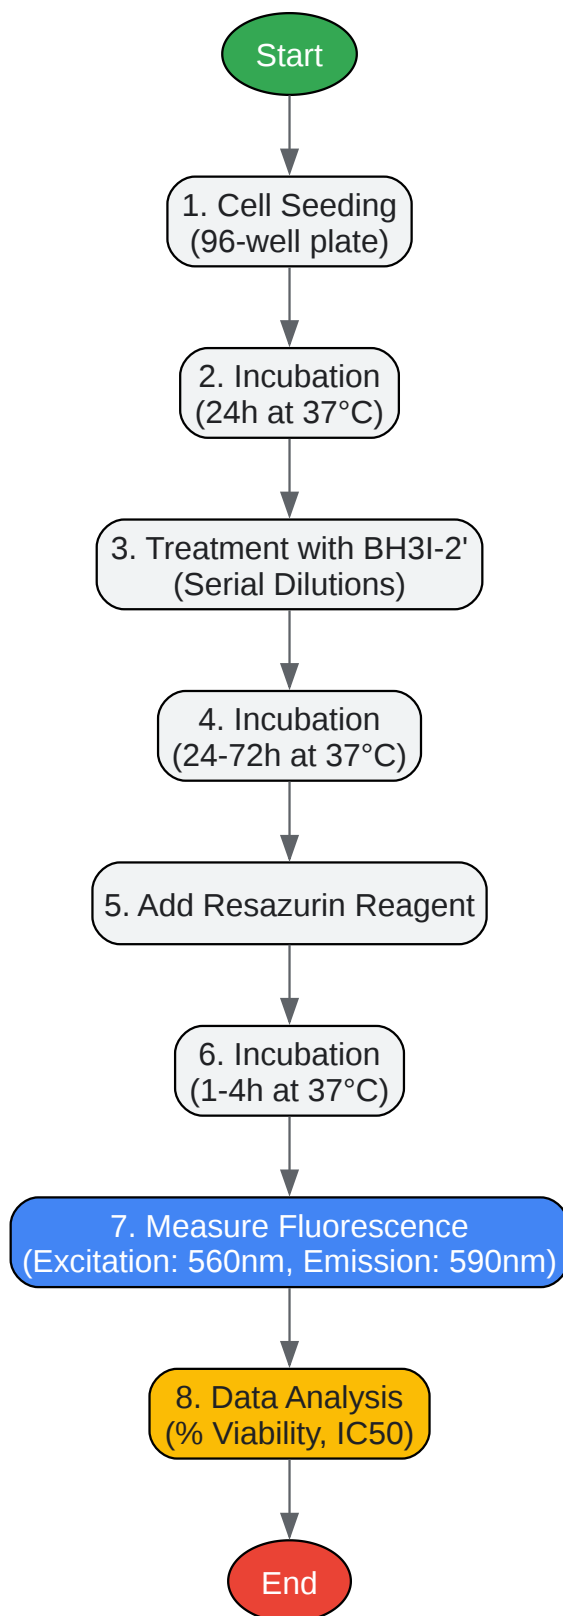 Start
1. Cell Seeding
(96-well plate)
2. Incubation
(24h at 37°C)
3. Treatment with BH3I-2'
(Serial Dilutions)
4. Incubation
(24-72h at 37°C)
5. Add Resazurin Reagent
6. Incubation
(1-4h at 37°C)
7. Measure Fluorescence
(Excitation: 560nm, Emission: 590nm)
8. Data Analysis
(% Viability, IC50)
End